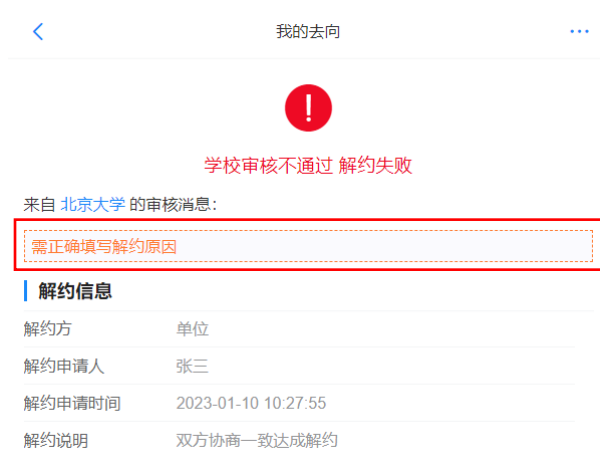 我的去向
学校审核不通过 解约失败
来自 北京大学 的审核消息：
需正确填写解约原因
解约信息
解约方 单位
解约申请人 张三
解约申请时间 2023-01-10 10:27:55
解约说明 双方协商一致达成解约